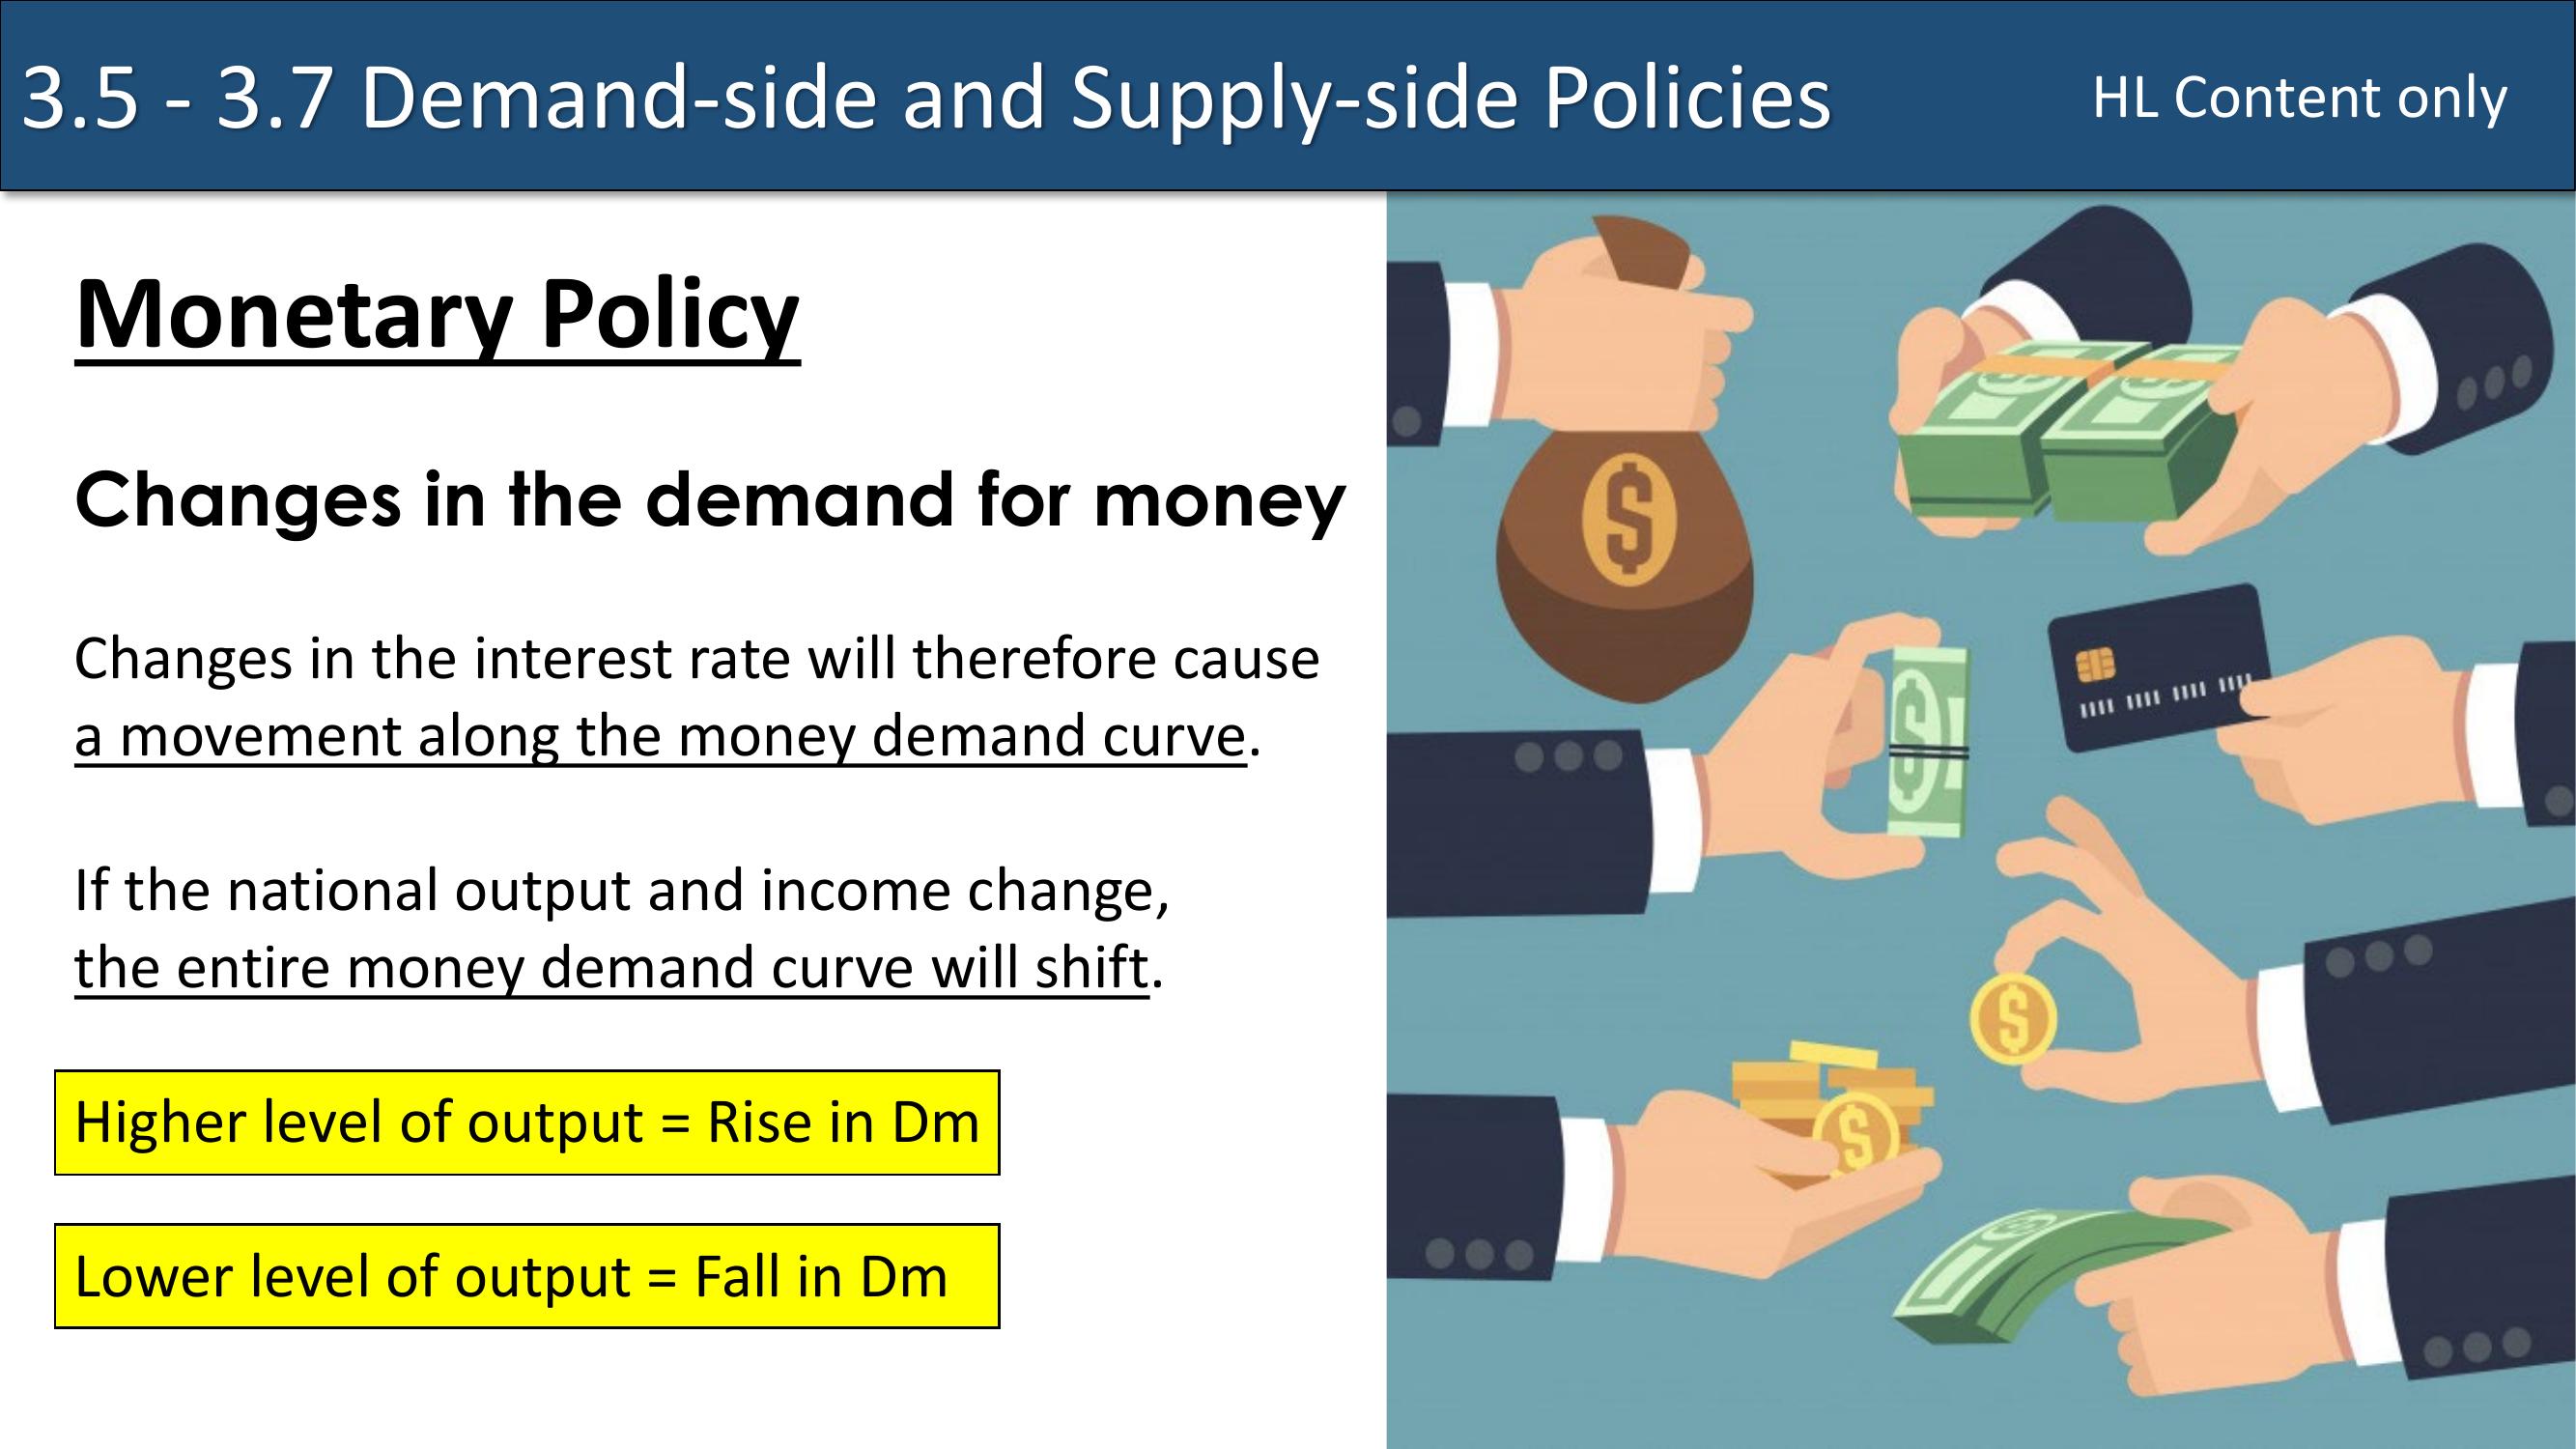 3.5 - 3.7 Demand-side and Supply-side Policies
HL Content only
Monetary Policy
Changes in the demand for money
Changes in the interest rate will therefore cause
a movement along the money demand curve.
If the national output and income change,
the entire money demand curve will shift.
Higher level of output = Rise in Dm
Lower level of output = Fall in Dm
$
$
$
$
$